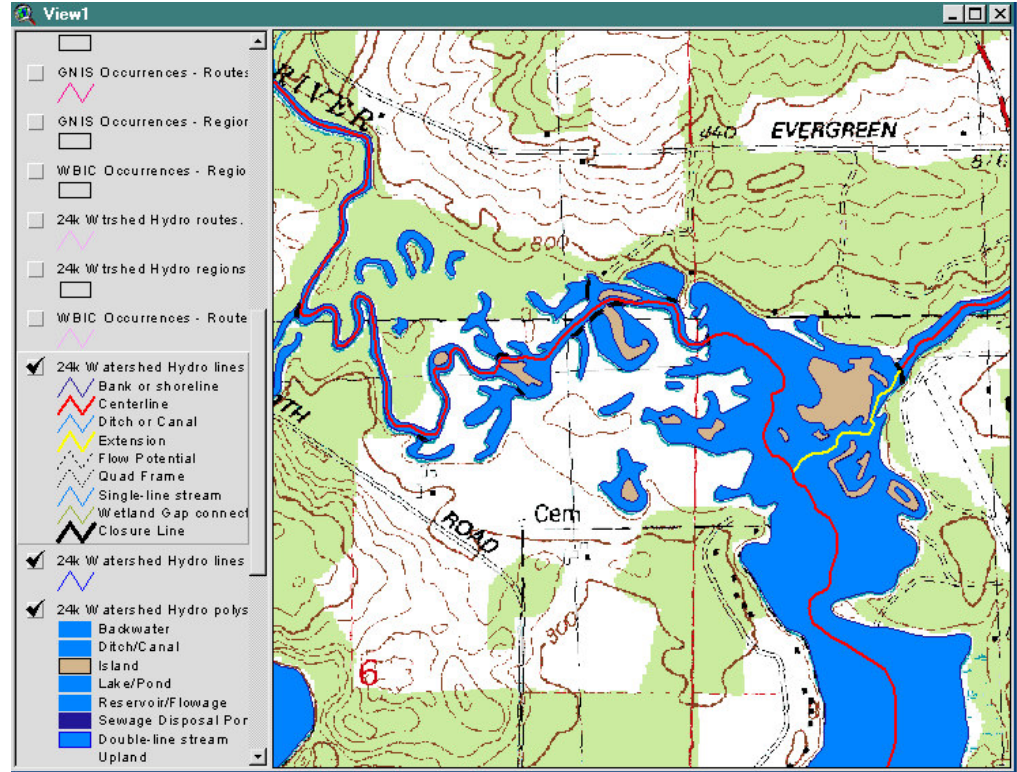 View1
GNIS Occurrences - Routes
GNIS Occurrences - Region
WBIC Occurrences - Regio
24k Wtrshed Hydro routes.
24k Wtrshed Hydro regions
WBIC Occurrences - Route
24k Watershed Hydro lines
Bank or shoreline
Centerline
Ditch or Canal
Extension
Flow Potential
Quad Frame
Single-line stream
Wetland Gap connect
Closure Line
24k Watershed Hydro lines
24k Watershed Hydro polys
Backwater
Ditch/Canal
Island
Lake/Pond
Reservoir/Flowage
Sewage Disposal Por
Double-line stream
Upland
RIVER
EVERGREEN
800
TH
ROAD
Cem
6